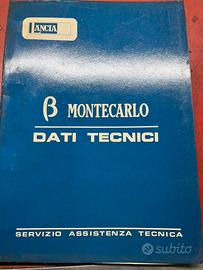 LANCIA
β MONTECARLO
DATI TECNICI
SERVIZIO ASSISTENZA TECNICA
subito